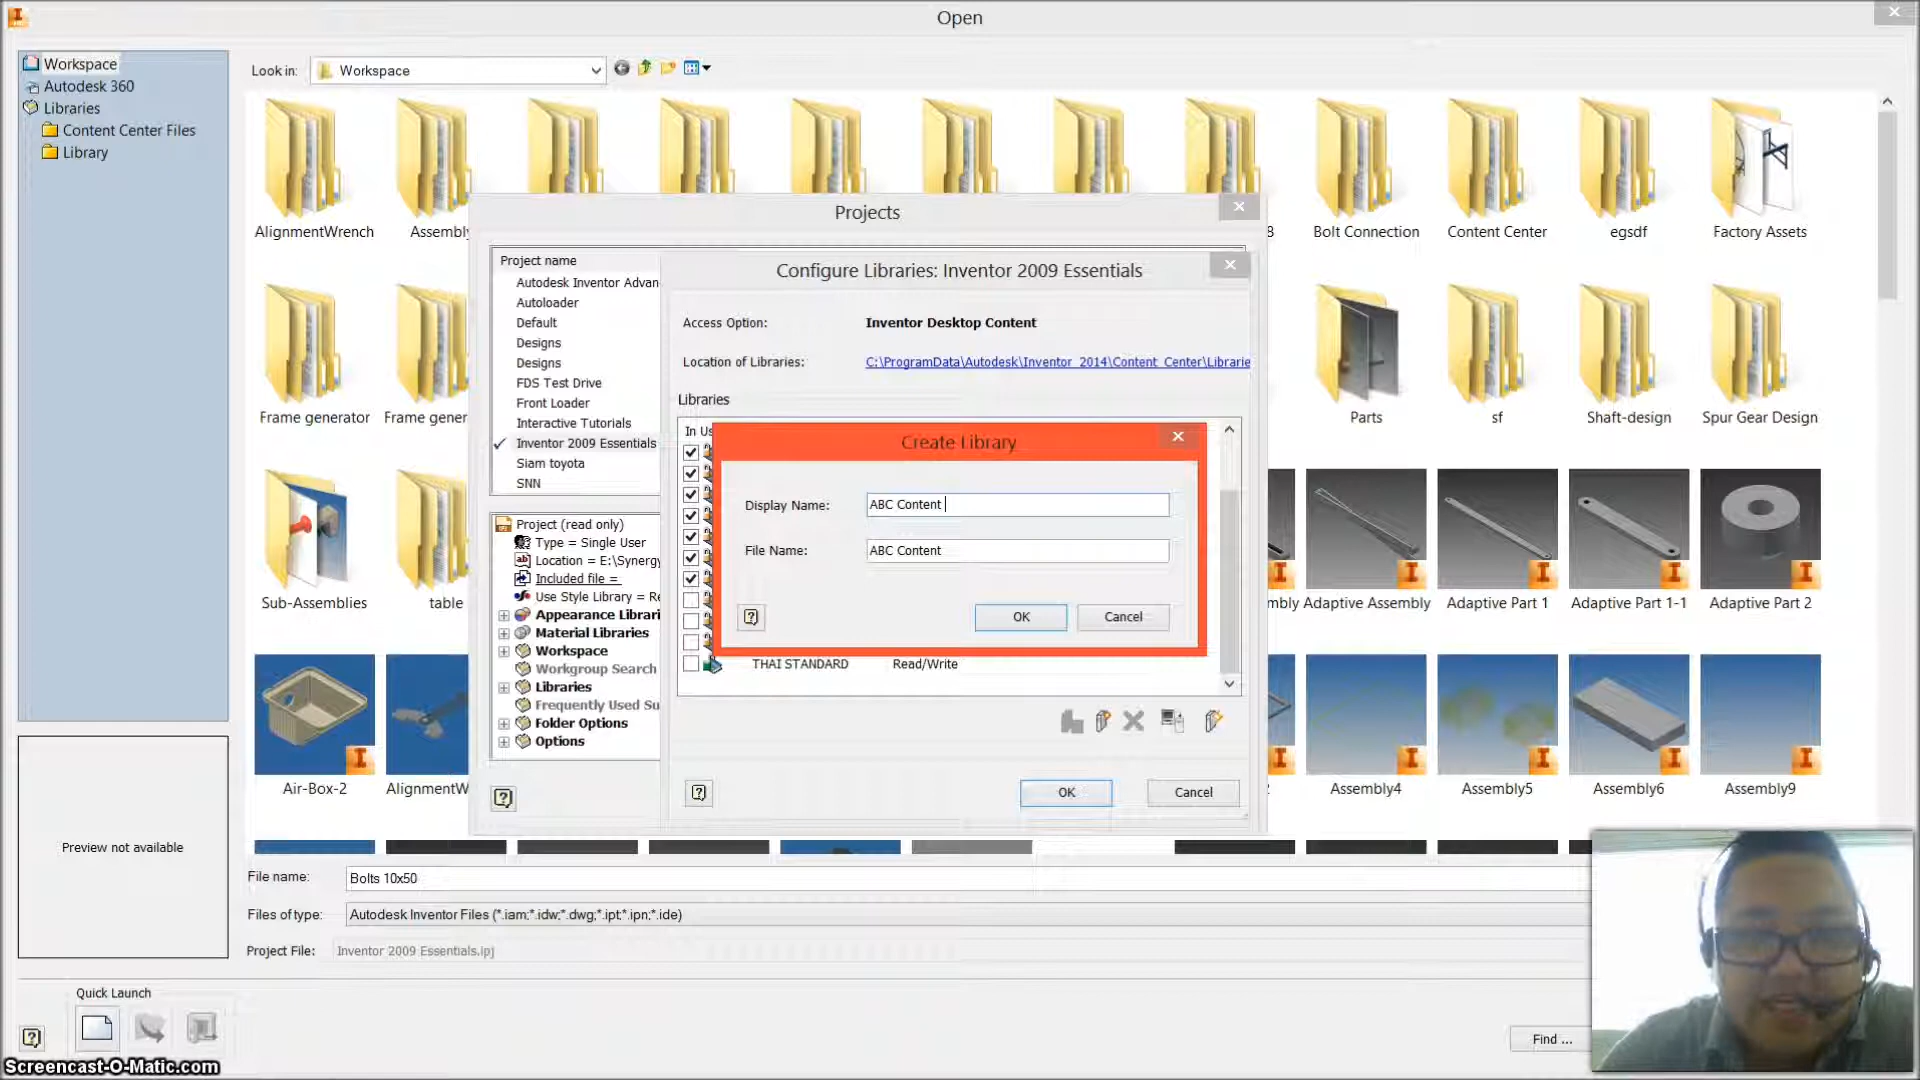 Open
Workspace
Autodesk 360
Libraries
Content Center Files
Library
Look in:
Workspace
AlignmentWrench
Assembly
8
Bolt Connection
Content Center
egsdf
Factory Assets
Projects
Project name
Autodesk Inventor Advan
Autoloader
Default
Designs
Designs
FDS Test Drive
Front Loader
Interactive Tutorials
Inventor 2009 Essentials
Siam toyota
SNN
Configure Libraries: Inventor 2009 Essentials
Access Option:
Inventor Desktop Content
Location of Libraries:
C:\ProgramData\Autodesk\Inventor 2014\Content Center\Librarie
Libraries
In Us
Create Library
Display Name:
ABC Content
File Name:
ABC Content
OK
Cancel
THAI STANDARD
Read/Write
OK
Cancel
Project (read only)
Type = Single User
Location = E:\Synergy
Included file =
Use Style Library = Re
Appearance Librari
Material Libraries
Workspace
Workgroup Search
Libraries
Frequently Used Su
Folder Options
Options
Frame generator
Frame gener
Parts
sf
Shaft-design
Spur Gear Design
Sub-Assemblies
table
mbly
Adaptive Assembly
Adaptive Part 1
Adaptive Part 1-1
Adaptive Part 2
Air-Box-2
AlignmentW
Assembly4
Assembly5
Assembly6
Assembly9
Preview not available
File name:
Bolts 10x50
Files of type:
Autodesk Inventor Files (*.iam;*.idw;*.dwg;*.ipt;*.ipn;*.ide)
Project File:
Inventor 2009 Essentials.ipj
Quick Launch
Find ...
Screencast-O-Matic.com